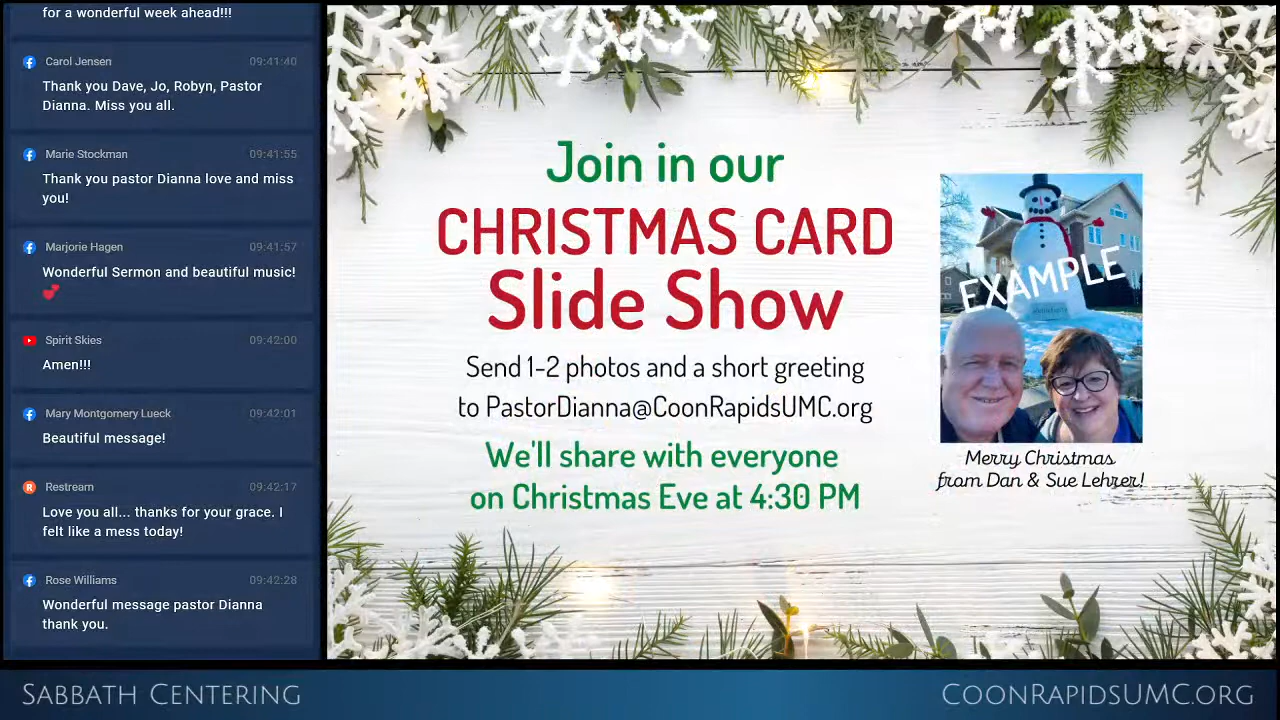 for a wonderful week ahead!!!
Carol Jensen 09:41:40
Thank you Dave, Jo, Robyn, Pastor
Dianna. Miss you all.
Marie Stockman 09:41:55
Thank you pastor Dianna love and miss
you!
Marjorie Hagen 09:41:57
Wonderful Sermon and beautiful music!
💕
Spirit Skies 09:42:00
Amen!!!
Mary Montgomery Lueck 09:42:01
Beautiful message!
R Restream 09:42:17
Love you all... thanks for your grace. I
felt like a mess today!
Rose Williams 09:42:28
Wonderful message pastor Dianna
thank you.
Join in our
CHRISTMAS CARD
Slide Show
Send 1-2 photos and a short greeting
to PastorDianna@CoonRapidsUMC.org
We'll share with everyone
on Christmas Eve at 4:30 PM
EXAMPLE
Merry Christmas
from Dan & Sue Lehrer!
SABBATH CENTERING
COONRAPIDSUMC.ORG